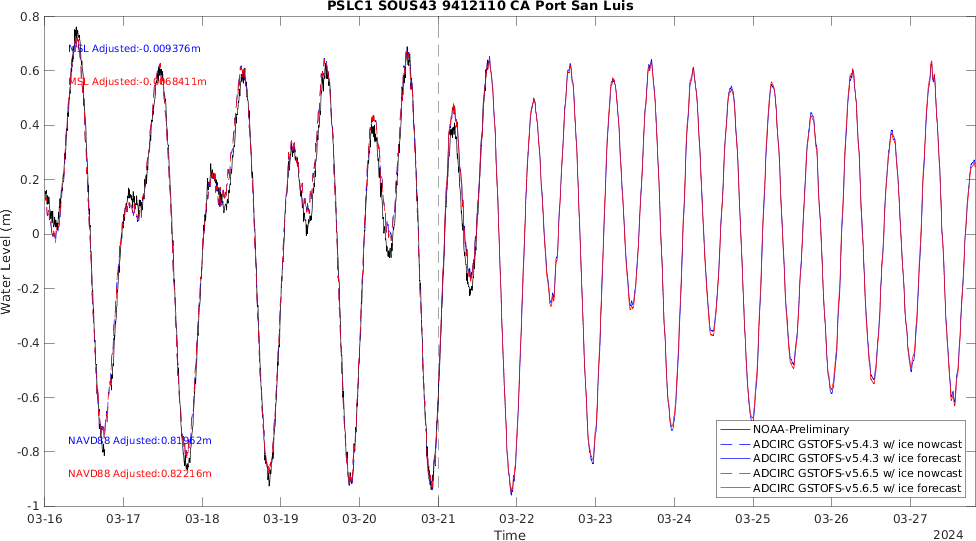 PSLC1 SOUS43 9412110 CA Port San Luis
MSL Adjusted:-0.009376m
MSL Adjusted:-0.0068411m
NAVD88 Adjusted:0.81962m
NAVD88 Adjusted:0.82216m
Water Level (m)
0.8
0.6
0.4
0.2
0
-0.2
-0.4
-0.6
-0.8
-1
NOAA-Preliminary
ADCIRC GSTOFS-v5.4.3 w/ ice nowcast
ADCIRC GSTOFS-v5.4.3 w/ ice forecast
ADCIRC GSTOFS-v5.6.5 w/ ice nowcast
ADCIRC GSTOFS-v5.6.5 w/ ice forecast
03-16 03-17 03-18 03-19 03-20 03-21 03-22 03-23 03-24 03-25 03-26 03-27
Time
2024